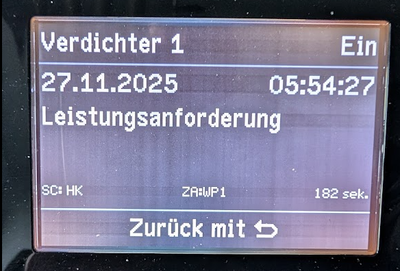 Verdichter 1 Ein
27.11.2025 05:54:27
Leistungsanforderung
SC: HK ZA:WP1 182 sek.
Zurück mit ⮌